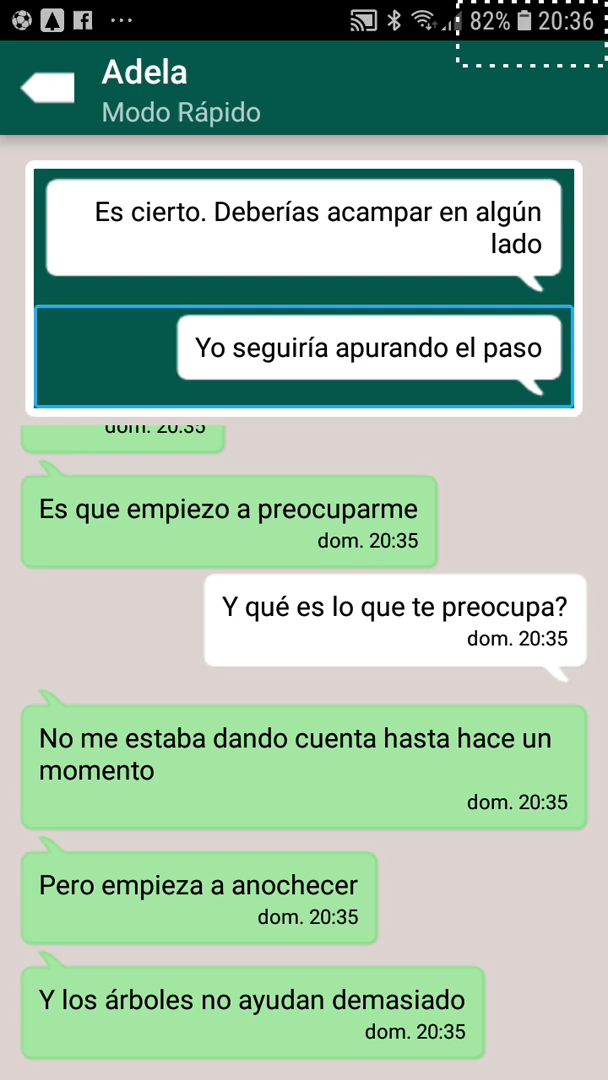 82% 20:36
Adela
Modo Rápido
Es cierto. Deberías acampar en algún
lado
Yo seguiría apurando el paso
dom. 20:35
Es que empiezo a preocuparme
dom. 20:35
Y qué es lo que te preocupa?
dom. 20:35
No me estaba dando cuenta hasta hace un
momento
dom. 20:35
Pero empieza a anochecer
dom. 20:35
Y los árboles no ayudan demasiado
dom. 20:35